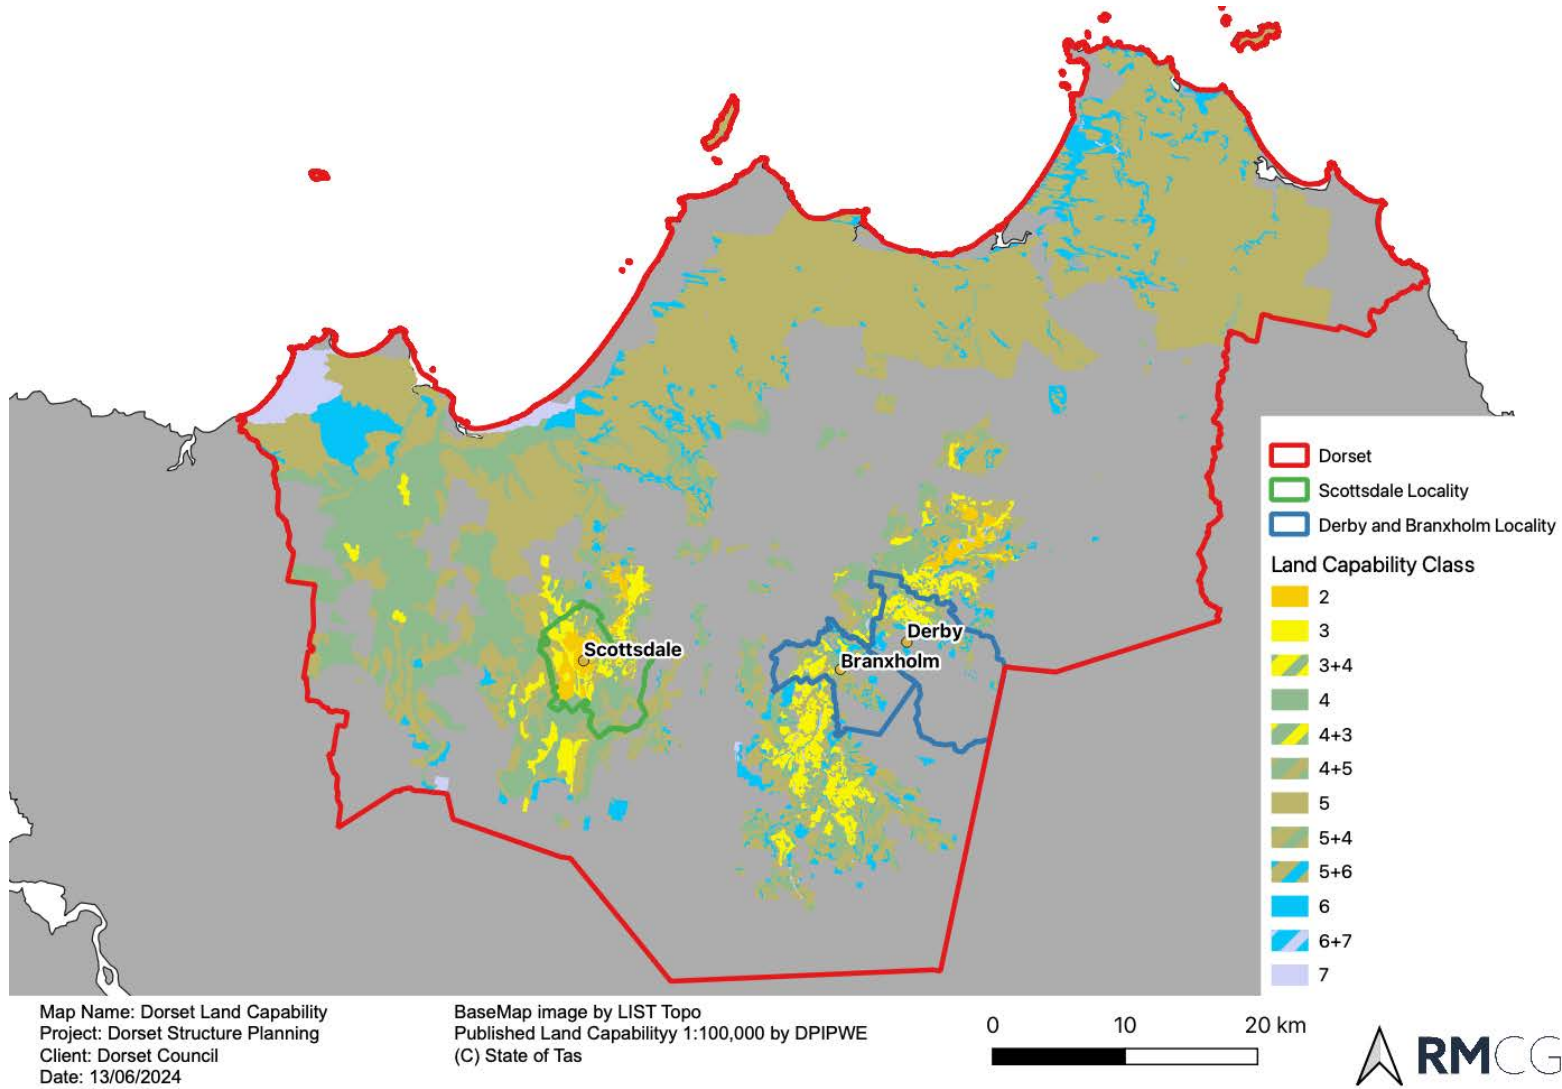 Dorset
Scottsdale Locality
Derby and Branxholm Locality
Land Capability Class
2
3
3+4
4
4+3
4+5
5
5+4
5+6
6
6+7
7
Scottsdale
Derby
Branxholm
Map Name: Dorset Land Capability
Project: Dorset Structure Planning
Client: Dorset Council
Date: 13/06/2024
BaseMap image by LIST Topo
Published Land Capabilityy 1:100,000 by DPIPWE
(C) State of Tas
0 10 20 km
RMCG